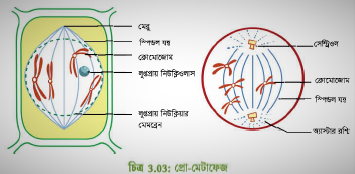 মেরু
স্পিন্ডল যন্ত্র
ক্রোমোজোম
লুপ্তপ্রায় নিউক্লিওলাস
লুপ্তপ্রায় নিউক্লিয়ার
মেমব্রেন
সেন্ট্রিওল
ক্রোমোজোম
স্পিন্ডল যন্ত্র
অ্যাস্টার রশ্মি
চিত্র 3.03: প্রো-মেটাফেজ